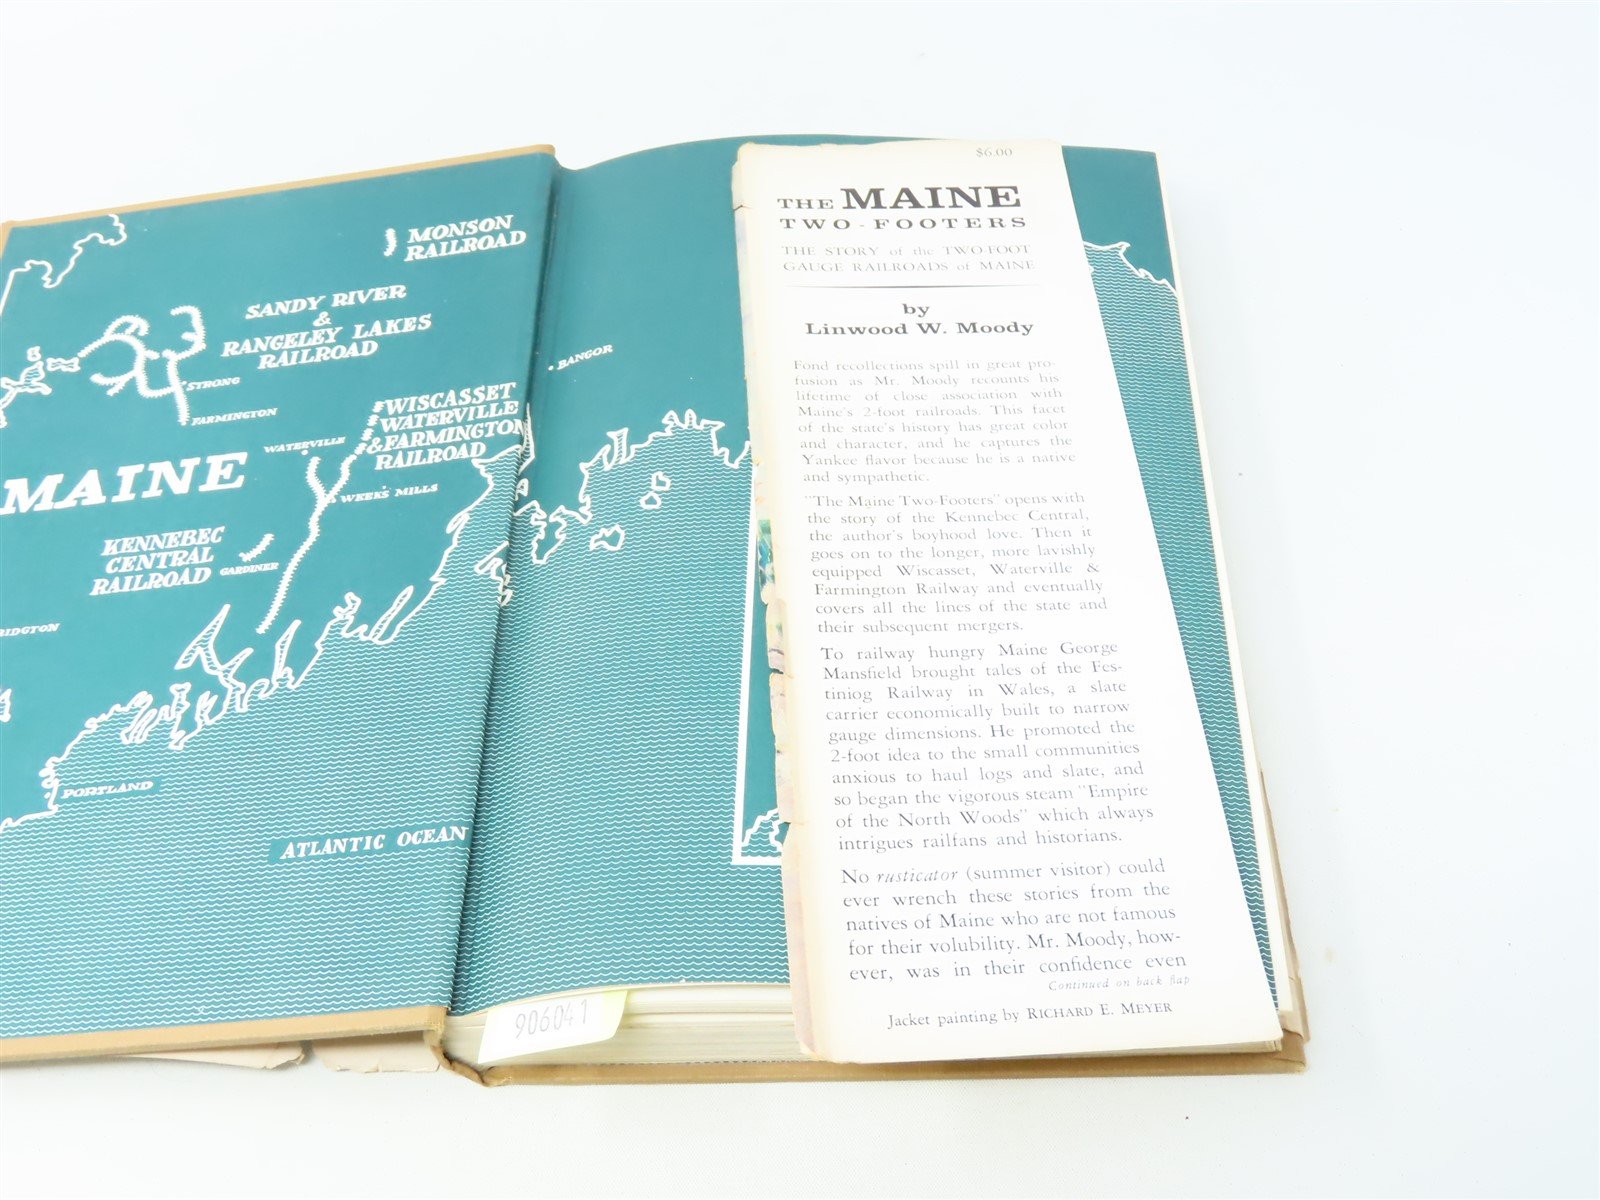 MONSON
RAILROAD
SANDY RIVER
&
RANGELEY LAKES
RAILROAD
STRONG
FARMINGTON
WISCASSET
WATERVILLE
& FARMINGTON
RAILROAD
WATERVILLE
WEEKS MILLS
MAINE
KENNEBEC
CENTRAL
RAILROAD
GARDINER
RIDGTON
PORTLAND
ATLANTIC OCEAN
BANGOR
906041
$6.00
THE MAINE
TWO-FOOTERS
THE STORY of the TWO-FOOT
GAUGE RAILROADS of MAINE
by
Linwood W. Moody
Fond recollections spill in great pro-
fusion as Mr. Moody recounts his
lifetime of close association with
Maine's 2-foot railroads. This facet
of the state's history has great color
and character, and he captures the
Yankee flavor because he is a native
and sympathetic.
"The Maine Two-Footers" opens with
the story of the Kennebec Central,
the author's boyhood love. Then it
goes on to the longer, more lavishly
equipped Wiscasset, Waterville &
Farmington Railway and eventually
covers all the lines of the state and
their subsequent mergers.
To railway hungry Maine George
Mansfield brought tales of the Fes-
tiniog Railway in Wales, a slate
carrier economically built to narrow
gauge dimensions. He promoted the
2-foot idea to the small communities
anxious to haul logs and slate, and
so began the vigorous steam "Empire
of the North Woods" which always
intrigues railfans and historians.
No rusticator (summer visitor) could
ever wrench these stories from the
natives of Maine who are not famous
for their volubility. Mr. Moody, how-
ever, was in their confidence even
Continued on back flap
Jacket painting by RICHARD E. MEYER